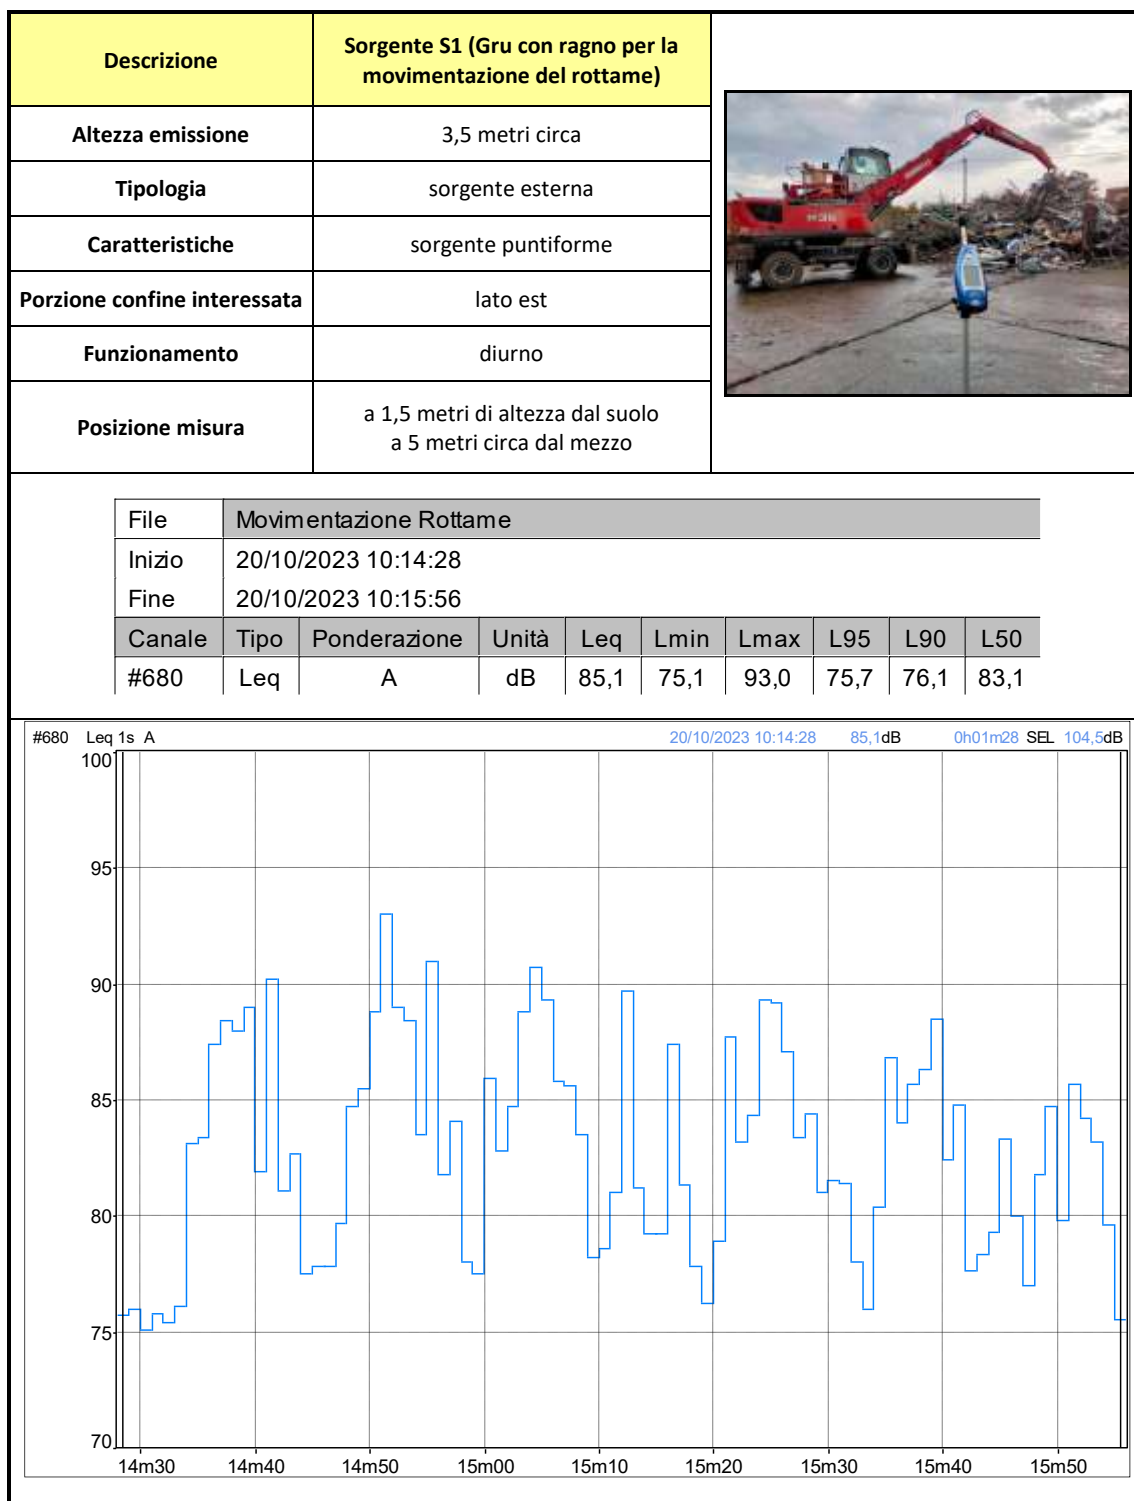 Descrizione
Sorgente S1 (Gru con ragno per la
movimentazione del rottame)
Altezza emissione
3,5 metri circa
Tipologia
sorgente esterna
Caratteristiche
sorgente puntiforme
Porzione confine interessata
lato est
Funzionamento
diurno
Posizione misura
a 1,5 metri di altezza dal suolo
a 5 metri circa dal mezzo
File Movimentazione Rottame
Inizio 20/10/2023 10:14:28
Fine 20/10/2023 10:15:56
Canale Tipo Ponderazione Unità Leq Lmin Lmax L95 L90 L50
#680 Leq A dB 85,1 75,1 93,0 75,7 76,1 83,1
#680 Leq 1s A 20/10/2023 10:14:28 85,1dB 0h01m28 SEL 104,5dB
100
95
90
85
80
75
70
14m30 14m40 14m50 15m00 15m10 15m20 15m30 15m40 15m50